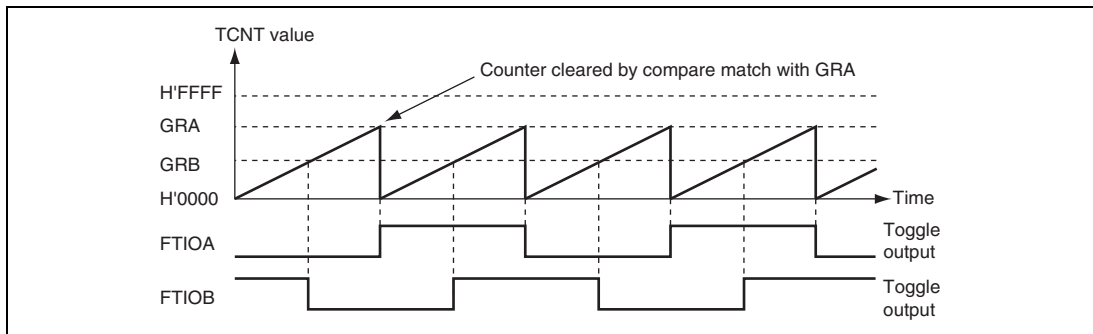 TCNT value
Counter cleared by compare match with GRA
H'FFFF
GRA
GRB
H'0000
Time
FTIOA
Toggle
output
FTIOB
Toggle
output